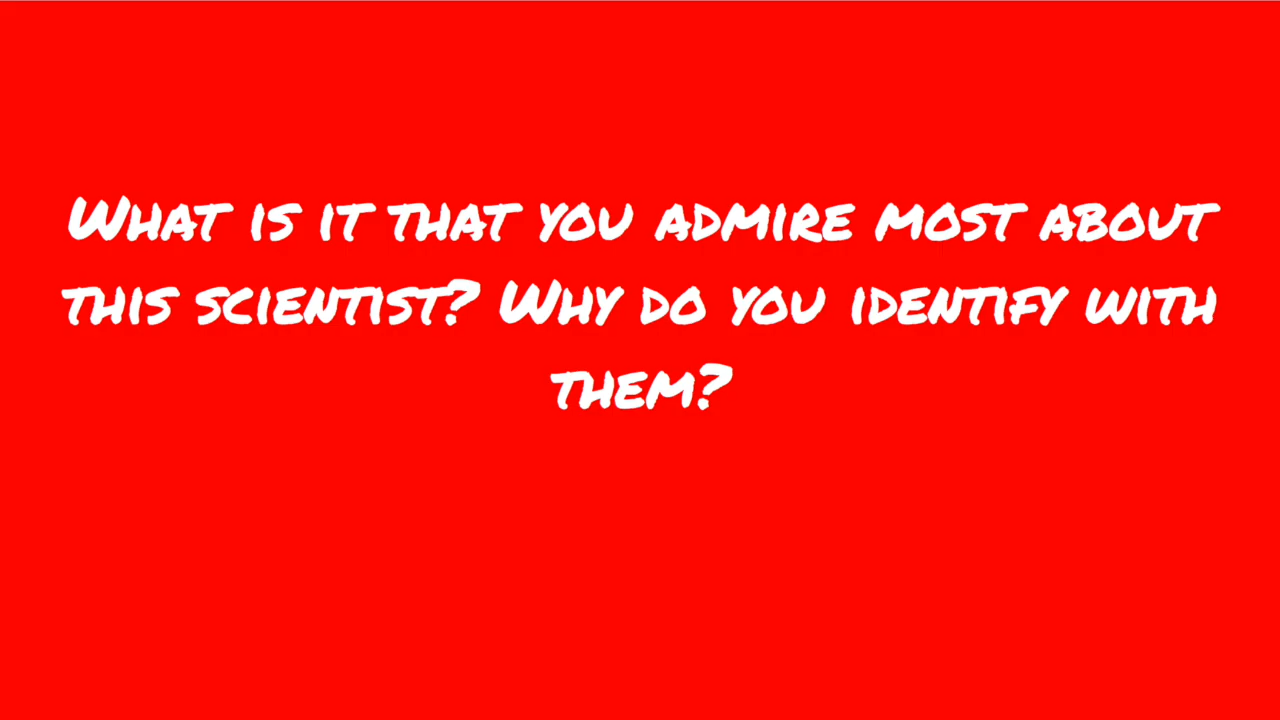 What is it that you admire most about
this scientist? Why do you identify with
them?